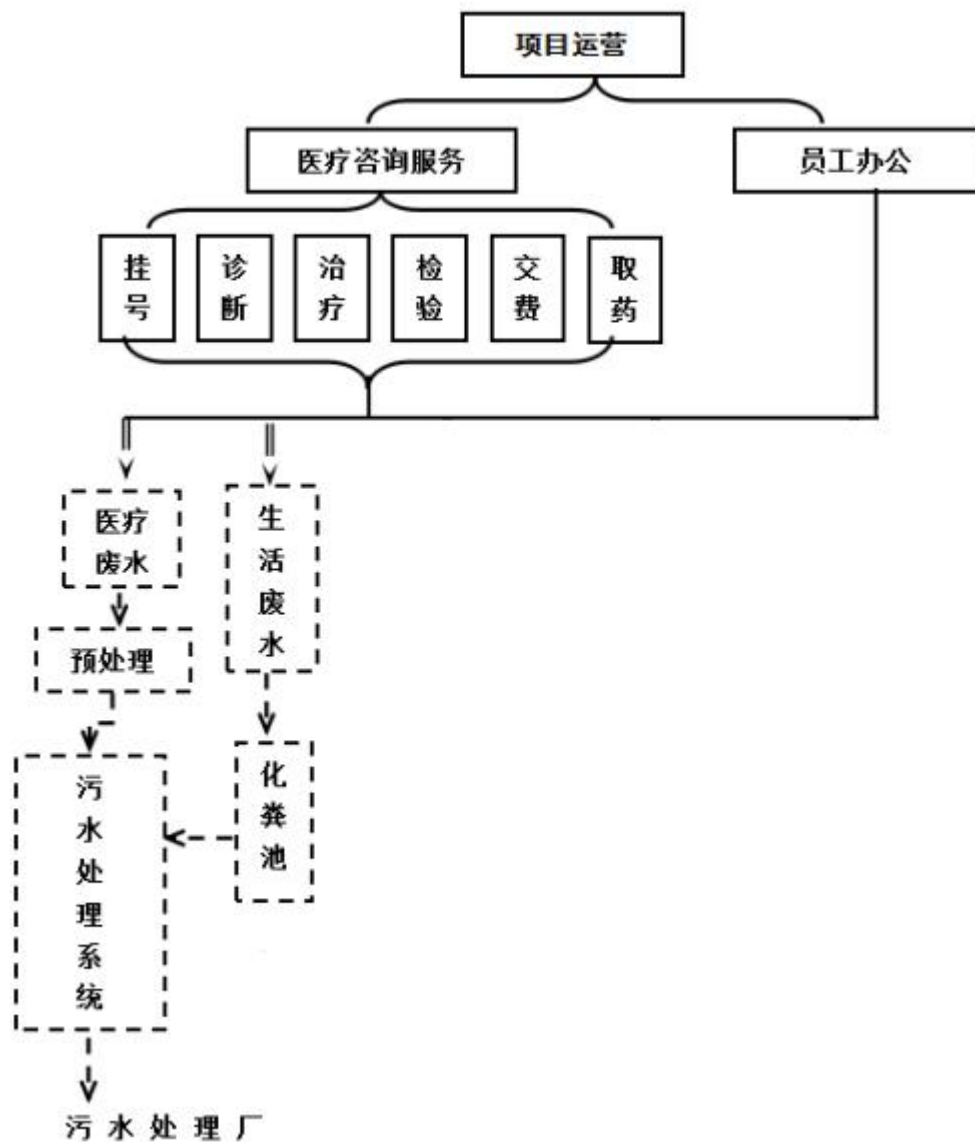 项目运营
医疗咨询服务
员工办公
挂号
诊断
治疗
检验
交费
取药
医疗
废水
生活废水
预处理
化粪池
污水处理系统
污水处理厂